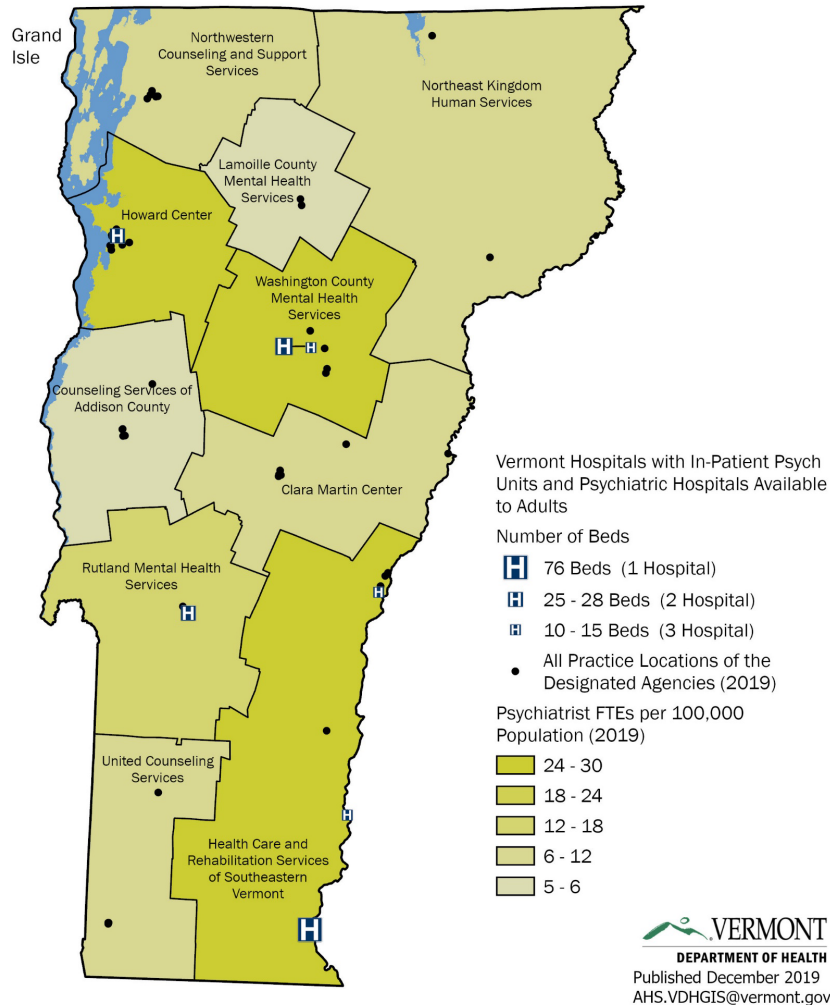 Grand
Isle
Northwestern
Counseling and Support
Services
Northeast Kingdom
Human Services
Lamoille County
Mental Health
Services
Howard Center
H
Washington County
Mental Health
Services
H
H
Counseling Services of
Addison County
Clara Martin Center
Rutland Mental Health
Services
H
H
United Counseling
Services
H
Health Care and
Rehabilitation Services
of Southeastern
Vermont
H
Vermont Hospitals with In-Patient Psych
Units and Psychiatric Hospitals Available
to Adults
Number of Beds
H 76 Beds (1 Hospital)
H 25 - 28 Beds (2 Hospital)
H 10 - 15 Beds (3 Hospital)
All Practice Locations of the
Designated Agencies (2019)
Psychiatrist FTEs per 100,000
Population (2019)
24 - 30
18 - 24
12 - 18
6 - 12
5 - 6
VERMONT
DEPARTMENT OF HEALTH
Published December 2019
AHS.VDHGIS@vermont.gov